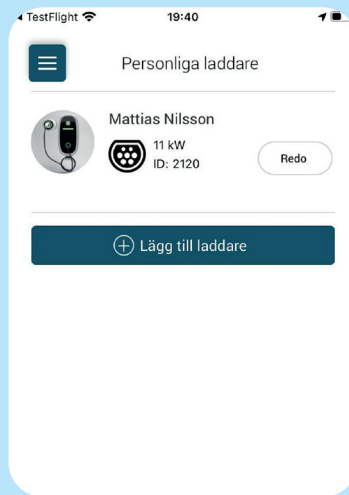 TestFlight 19:40
Personliga laddare
Mattias Nilsson
11 kW
ID: 2120
Redo
Lägg till laddare